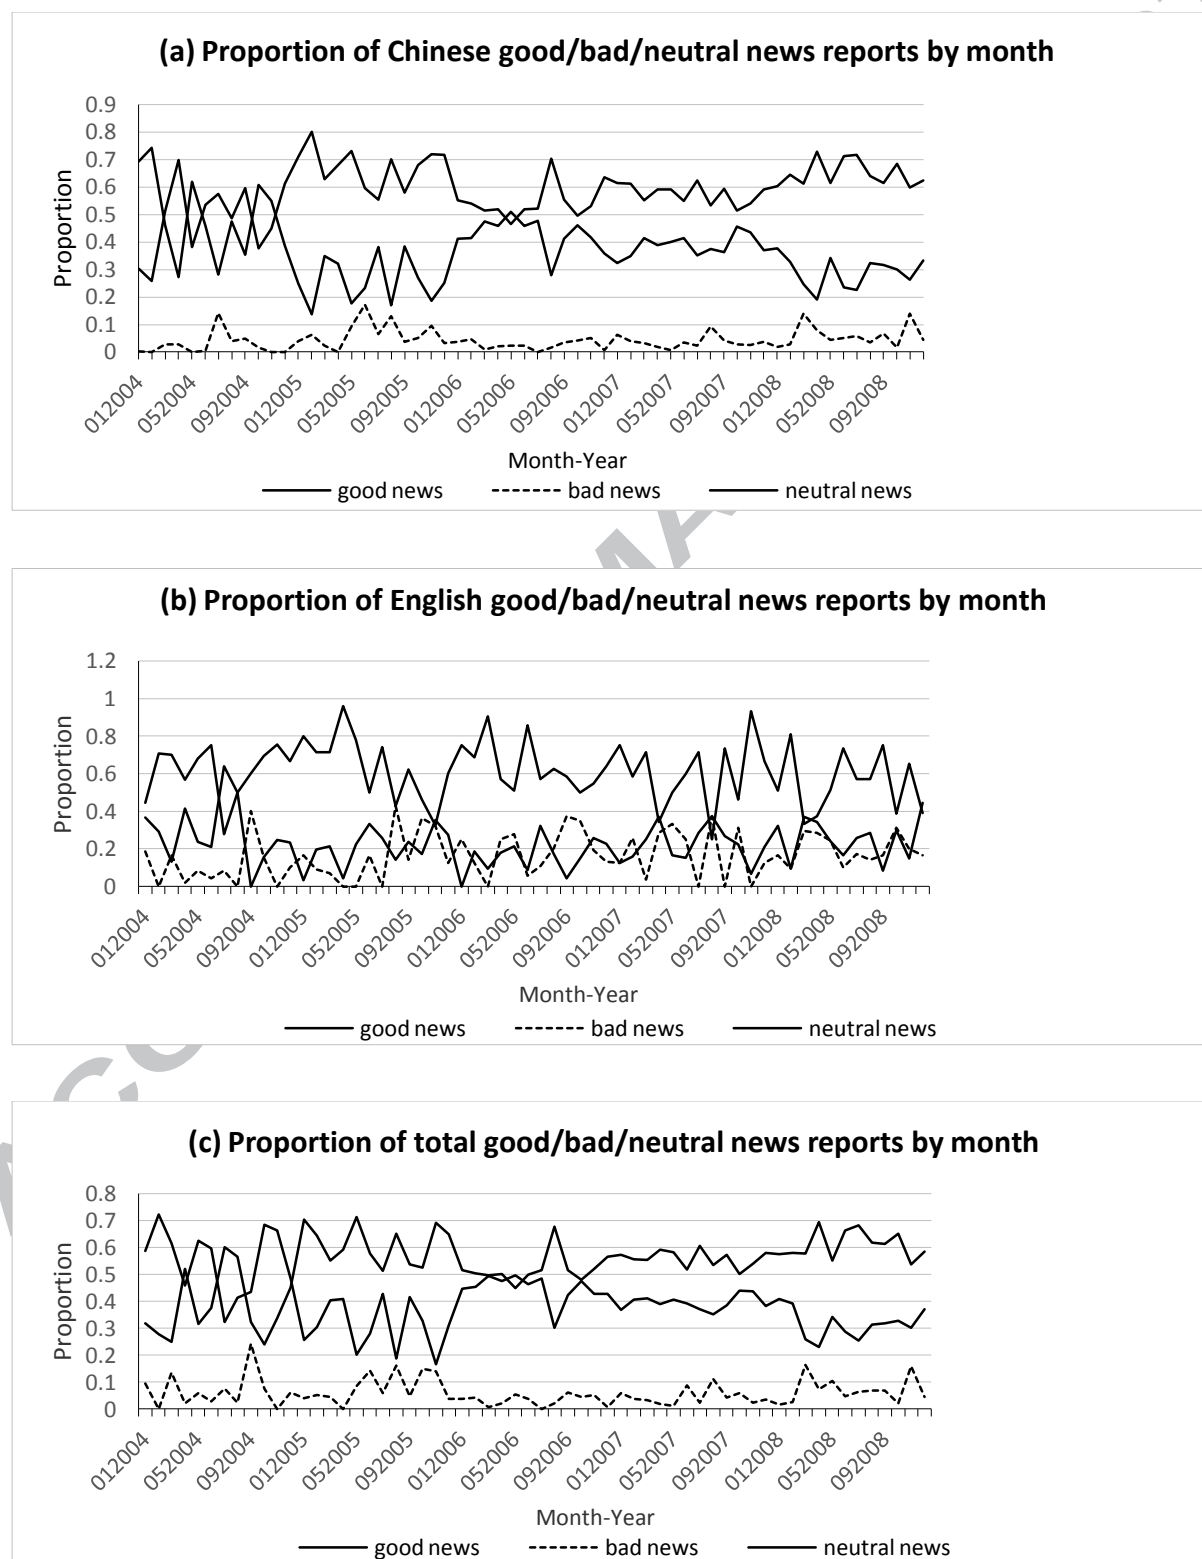 (a) Proportion of Chinese good/bad/neutral news reports by month
0.9
0.8
0.7
0.6
0.5
0.4
0.3
0.2
0.1
0
Proportion
012004 052004 092004 012005 052005 092005 012006 052006 092006 012007 052007 092007 012008 052008 092008
Month-Year
good news bad news neutral news
(b) Proportion of English good/bad/neutral news reports by month
1.2
1
0.8
0.6
0.4
0.2
0
Proportion
012004 052004 092004 012005 052005 092005 012006 052006 092006 012007 052007 092007 012008 052008 092008
Month-Year
good news bad news neutral news
(c) Proportion of total good/bad/neutral news reports by month
0.8
0.7
0.6
0.5
0.4
0.3
0.2
0.1
0
Proportion
012004 052004 092004 012005 052005 092005 012006 052006 092006 012007 052007 092007 012008 052008 092008
Month-Year
good news bad news neutral news